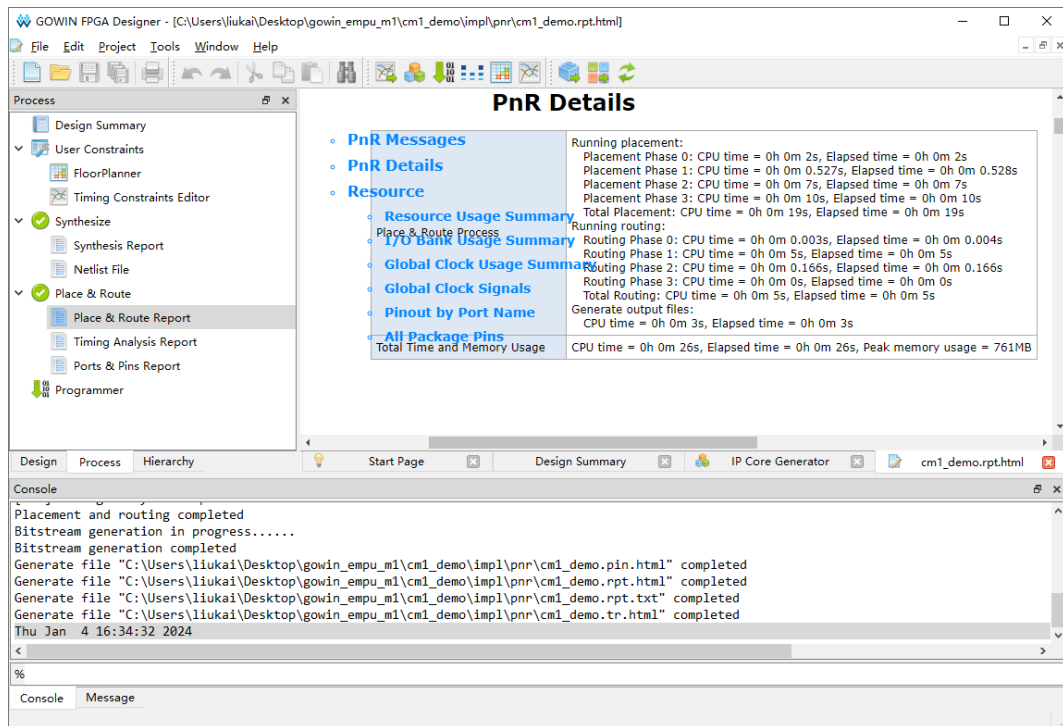 GOWIN FPGA Designer - [C:\Users\liukai\Desktop\gowin_empu_m1\cm1_demo\impl\pnr\cm1_demo.rpt.html]
File Edit Project Tools Window Help
Process
Design Summary
User Constraints
FloorPlanner
Timing Constraints Editor
Synthesize
Synthesis Report
Netlist File
Place & Route
Place & Route Report
Timing Analysis Report
Ports & Pins Report
Programmer
Design Process Hierarchy
PnR Details
PnR Messages
PnR Details
Resource
Resource Usage Summary
I/O Bank Usage Summary
Global Clock Usage Summary
Global Clock Signals
Pinout by Port Name
All Package Pins
Place & Route Process
Running placement:
Placement Phase 0: CPU time = 0h 0m 2s, Elapsed time = 0h 0m 2s
Placement Phase 1: CPU time = 0h 0m 0.527s, Elapsed time = 0h 0m 0.528s
Placement Phase 2: CPU time = 0h 0m 7s, Elapsed time = 0h 0m 7s
Placement Phase 3: CPU time = 0h 0m 10s, Elapsed time = 0h 0m 10s
Total Placement: CPU time = 0h 0m 19s, Elapsed time = 0h 0m 19s
Running routing:
Routing Phase 0: CPU time = 0h 0m 0.003s, Elapsed time = 0h 0m 0.004s
Routing Phase 1: CPU time = 0h 0m 5s, Elapsed time = 0h 0m 5s
Routing Phase 2: CPU time = 0h 0m 0.166s, Elapsed time = 0h 0m 0.166s
Routing Phase 3: CPU time = 0h 0m 0s, Elapsed time = 0h 0m 0s
Total Routing: CPU time = 0h 0m 5s, Elapsed time = 0h 0m 5s
Generate output files:
CPU time = 0h 0m 3s, Elapsed time = 0h 0m 3s
Total Time and Memory Usage
CPU time = 0h 0m 26s, Elapsed time = 0h 0m 26s, Peak memory usage = 761MB
Start Page Design Summary IP Core Generator cm1_demo.rpt.html
Console
Placement and routing completed
Bitstream generation in progress......
Bitstream generation completed
Generate file "C:\Users\liukai\Desktop\gowin_empu_m1\cm1_demo\impl\pnr\cm1_demo.pin.html" completed
Generate file "C:\Users\liukai\Desktop\gowin_empu_m1\cm1_demo\impl\pnr\cm1_demo.rpt.html" completed
Generate file "C:\Users\liukai\Desktop\gowin_empu_m1\cm1_demo\impl\pnr\cm1_demo.rpt.txt" completed
Generate file "C:\Users\liukai\Desktop\gowin_empu_m1\cm1_demo\impl\pnr\cm1_demo.tr.html" completed
Thu Jan  4 16:34:32 2024
%
Console Message